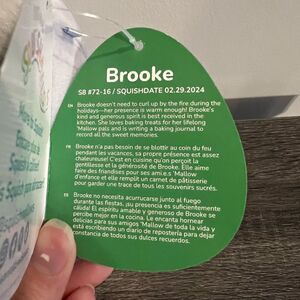 Brooke
SB #72-16 / SQUISHDATE 02.29.2024
EN Brooke doesn't need to curl up by the fire during the
holidays—her presence is warm enough! Brooke's
kind and generous spirit is best received in the
kitchen. She loves baking treats for her lifelong
'Mallow pals and is writing a baking journal to
record all the sweet memories.
FR Brooke n'a pas besoin de se blottir au coin du feu
pendant les vacances, sa propre présence est assez
chaleureuse! C'est en cuisine qu'on perçoit la
gentillesse et la générosité de Brooke. Elle aime
faire des friandises pour ses ami.e.s 'Mallow
d'enfance et elle remplit un carnet de pâtisserie
pour garder une trace de tous les souvenirs sucrés.
ES Brooke no necesita acurrucarse junto al fuego
durante las fiestas, ¡su presencia es suficientemente
cálida! El espíritu amable y generoso de Brooke se
percibe mejor en la cocina. Le encanta hornear
delicias para sus amigos 'Mallow de toda la vida y
está escribiendo un diario de repostería para dejar
constancia de todos sus dulces recuerdos.